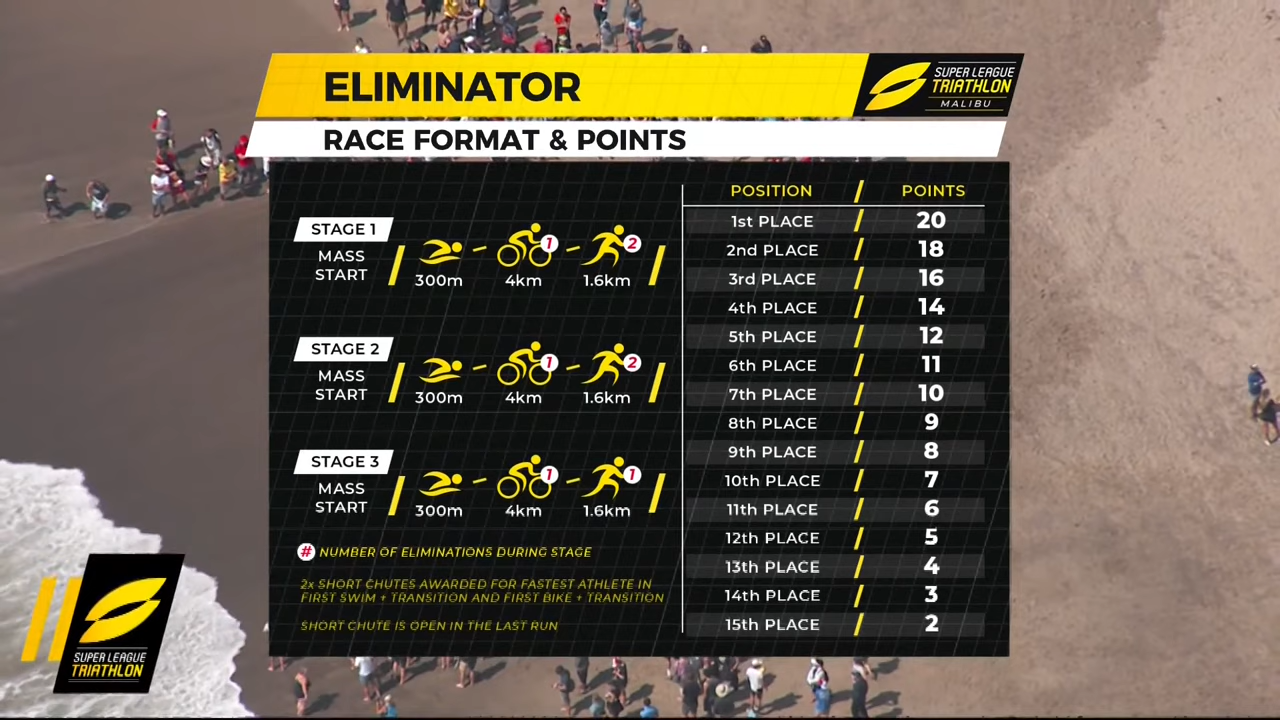 ELIMINATOR
SUPER LEAGUE
TRIATHLON
MALIBU
RACE FORMAT & POINTS
STAGE 1
MASS
START
1
2
300m
4km
1.6km
STAGE 2
MASS
START
1
2
300m
4km
1.6km
STAGE 3
MASS
START
1
1
300m
4km
1.6km
# NUMBER OF ELIMINATIONS DURING STAGE
2x SHORT CHUTES AWARDED FOR FASTEST ATHLETE IN
FIRST SWIM + TRANSITION AND FIRST BIKE + TRANSITION
SHORT CHUTE IS OPEN IN THE LAST RUN
POSITION / POINTS
1st PLACE / 20
2nd PLACE / 18
3rd PLACE / 16
4th PLACE / 14
5th PLACE / 12
6th PLACE / 11
7th PLACE / 10
8th PLACE / 9
9th PLACE / 8
10th PLACE / 7
11th PLACE / 6
12th PLACE / 5
13th PLACE / 4
14th PLACE / 3
15th PLACE / 2
SUPER LEAGUE
TRIATHLON